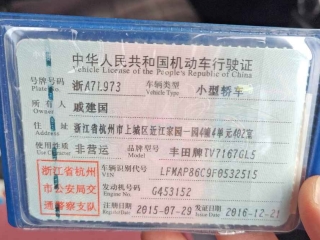 中华人民共和国机动车行驶证
Vehicle License of the People's Republic of China
号牌号码 浙A7L973 车辆类型 小型轿车
Plate No. Vehicle Type
所有人 戚建国
Owner
住址 浙江省杭州市上城区近江家园一园4幢4单元402室
Address
使用性质 非营运 品牌型号 丰田牌TV7167GL5
Use Character Model
浙江省杭州
市公安局交
通警察支队
车辆识别代号 LFMAP86C9F0532515
VIN
发动机号码 G453152
Engine No.
注册日期 2015-07-29 发证日期 2016-12-21
Register Date Issue Date